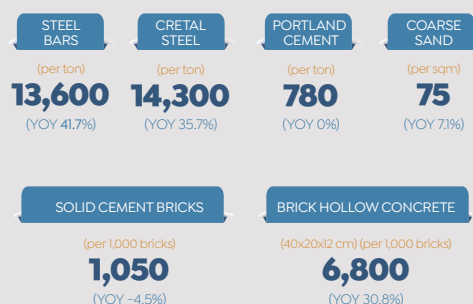 STEEL
BARS
(per ton)
13,600
(YOY 41.7%)
CRETAL
STEEL
(per ton)
14,300
(YOY 35.7%)
PORTLAND
CEMENT
(per ton)
780
(YOY 0%)
COARSE
SAND
(per sqm)
75
(YOY 7.1%)
SOLID CEMENT BRICKS
(per 1,000 bricks)
1,050
(YOY -4.5%)
BRICK HOLLOW CONCRETE
(40x20x12 cm) (per 1,000 bricks)
6,800
(YOY 30.8%)